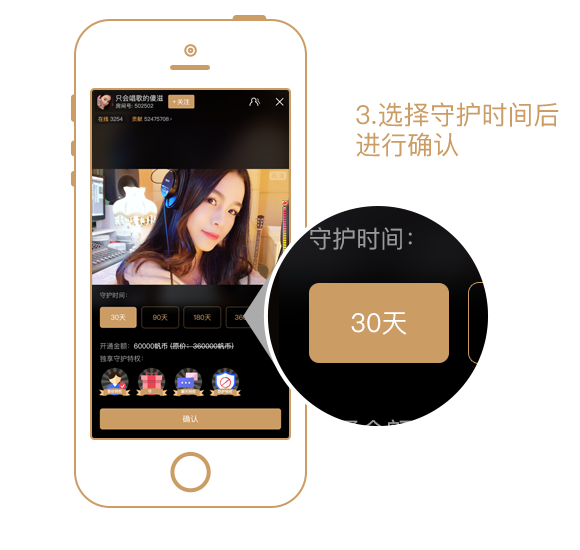 只会唱歌的傻滋
房间号: 502502
+关注
在线 3254
贡献 52475708 ›
3.选择守护时间后
进行确认
守护时间:
30天
90天
180天
36
开通金额: 60000帆币 (原价: 360000帆币)
独享守护特权:
确认
守护时间:
30天